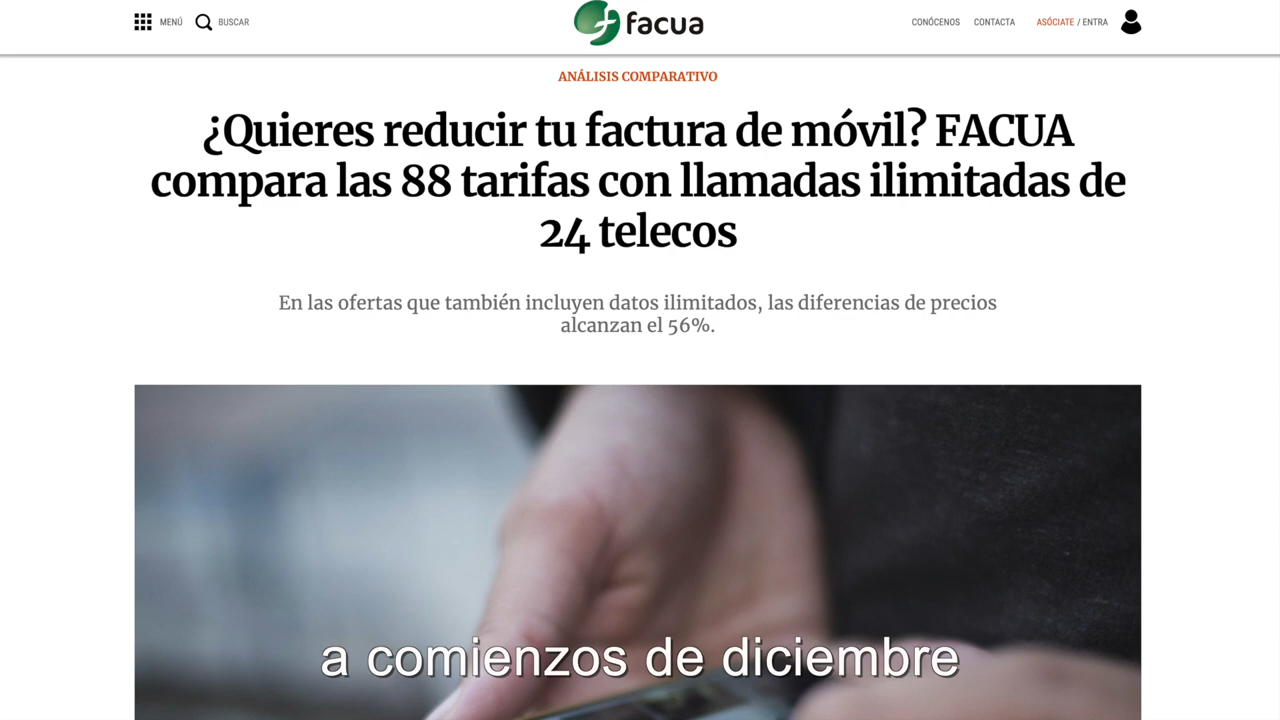 MENÚ
BUSCAR
facua
CONÓCENOS
CONTACTA
ASÓCIATE / ENTRA
ANÁLISIS COMPARATIVO
¿Quieres reducir tu factura de móvil? FACUA
compara las 88 tarifas con llamadas ilimitadas de
24 telecos
En las ofertas que también incluyen datos ilimitados, las diferencias de precios
alcanzan el 56%.
a comienzos de diciembre